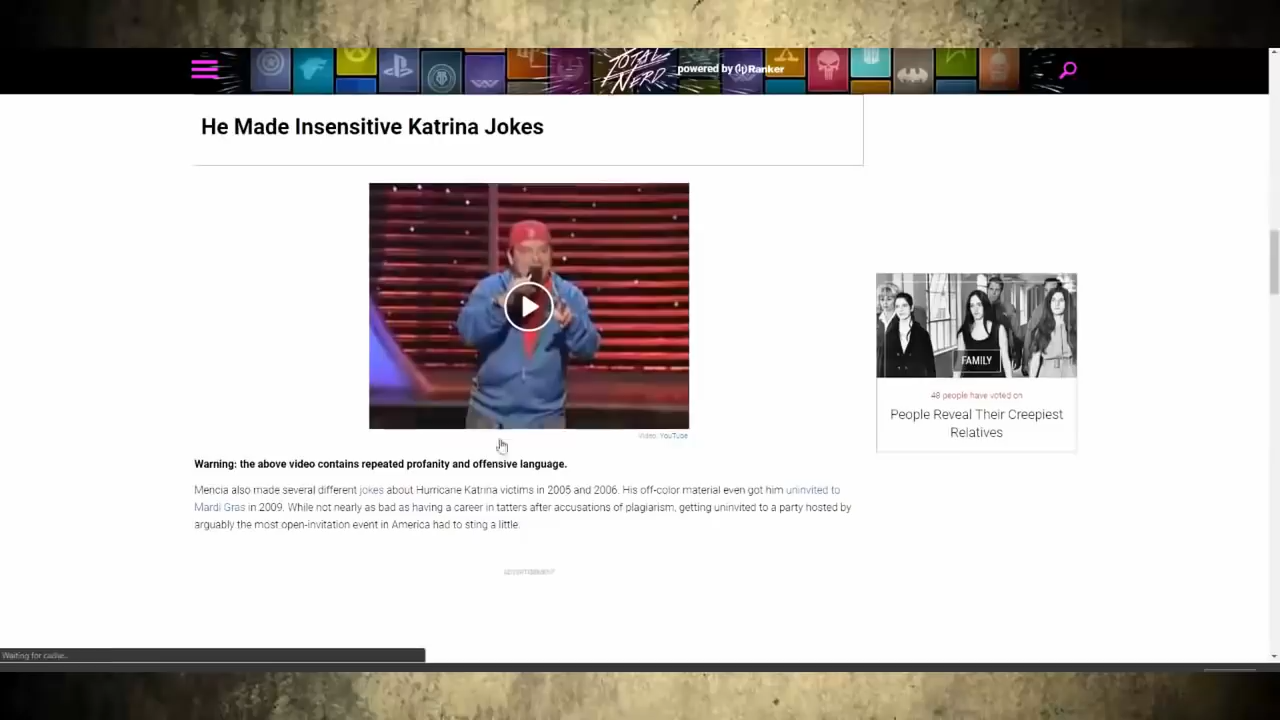 TOTAL NERD
powered by Ranker
He Made Insensitive Katrina Jokes
Video: YouTube
Warning: the above video contains repeated profanity and offensive language.
Mencia also made several different jokes about Hurricane Katrina victims in 2005 and 2006. His off-color material even got him uninvited to
Mardi Gras in 2009. While not nearly as bad as having a career in tatters after accusations of plagiarism, getting uninvited to a party hosted by
arguably the most open-invitation event in America had to sting a little.
ADVERTISEMENT
FAMILY
48 people have voted on
People Reveal Their Creepiest
Relatives
Waiting for cache...